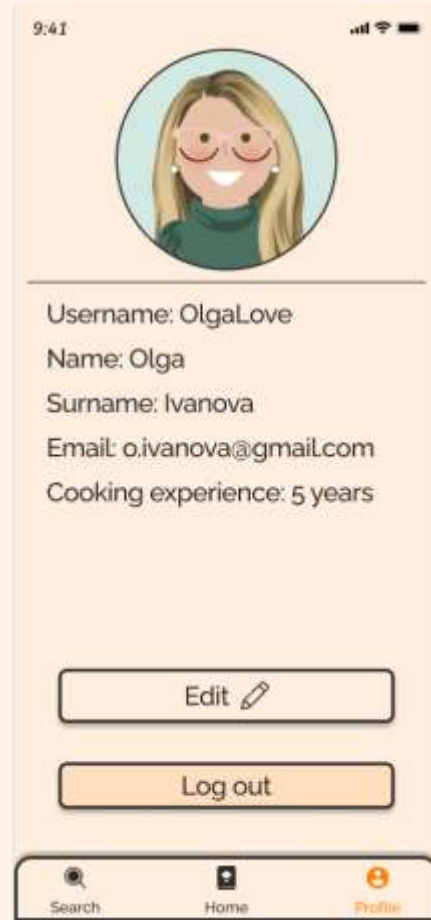 9:41
Username: OlgaLove
Name: Olga
Surname: Ivanova
Email: o.ivanova@gmail.com
Cooking experience: 5 years
Edit
Log out
Search Home Profile